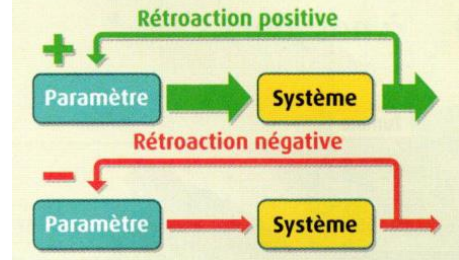 Rétroaction positive
+
Paramètre
Système
Rétroaction négative
−
Paramètre
Système